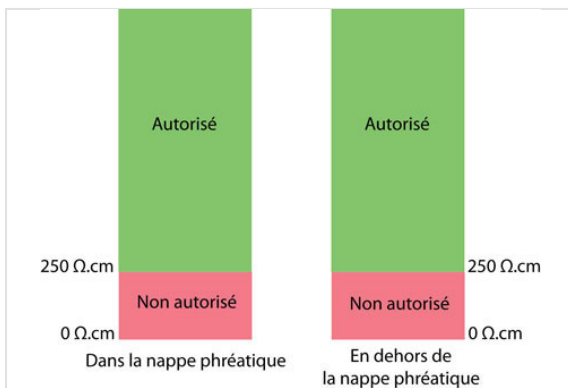 Autorisé
Autorisé
250 Ω.cm
250 Ω.cm
Non autorisé
Non autorisé
0 Ω.cm
0 Ω.cm
Dans la nappe phréatique
En dehors de
la nappe phréatique